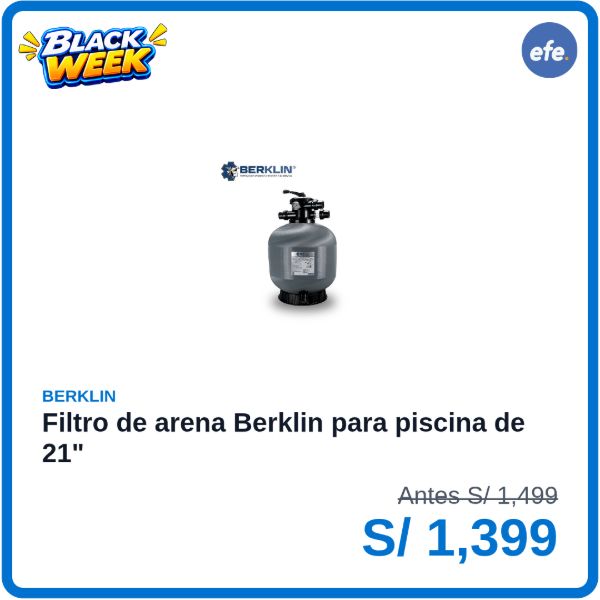 BLACK
WEEK
efe.
BERKLIN®
BERKLIN
Filtro de arena Berklin para piscina de
21"
Antes S/ 1,499
S/ 1,399